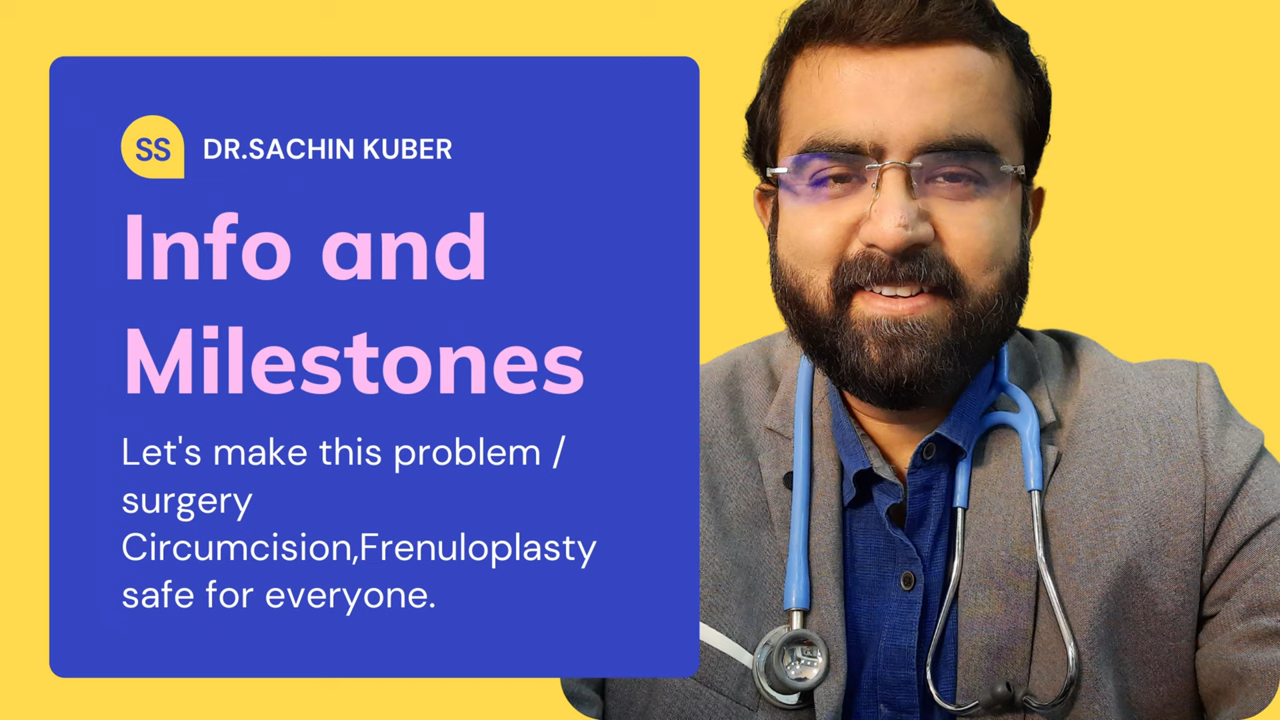 SS DR.SACHIN KUBER
Info and
Milestones
Let's make this problem /
surgery
Circumcision,Frenuloplasty
safe for everyone.